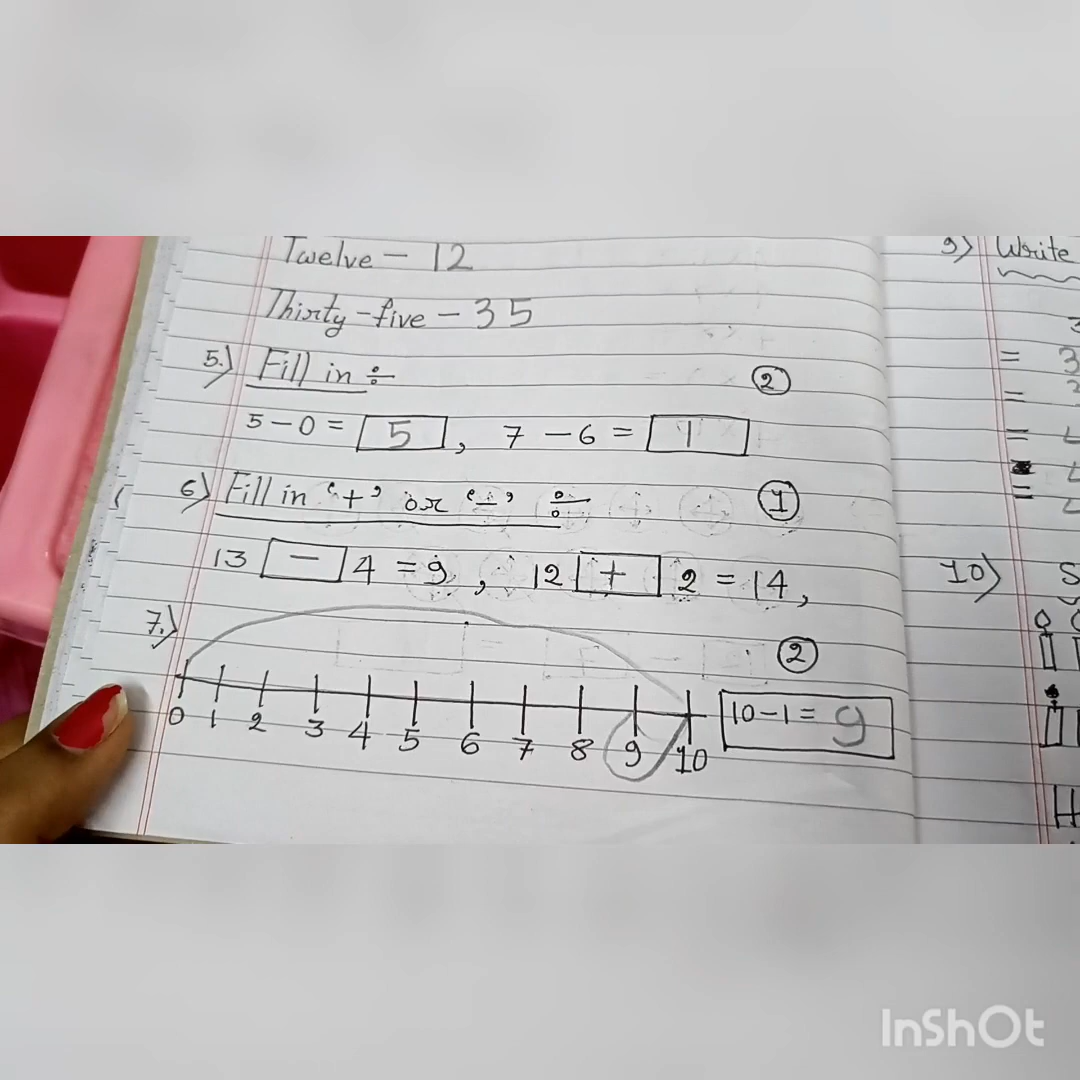 Twelve - 12
Thirty-five - 35
5.) Fill in ÷ 2
5 - 0 = 5, 7 - 6 = 1
6) Fill in '+' or '-' ÷ 1
13 - 4 = 9, 12 + 2 = 14,
7.) 2
0 1 2 3 4 5 6 7 8 9 10
10 - 1 = 9
9) Write
=
=
=
=
10)
InShOt